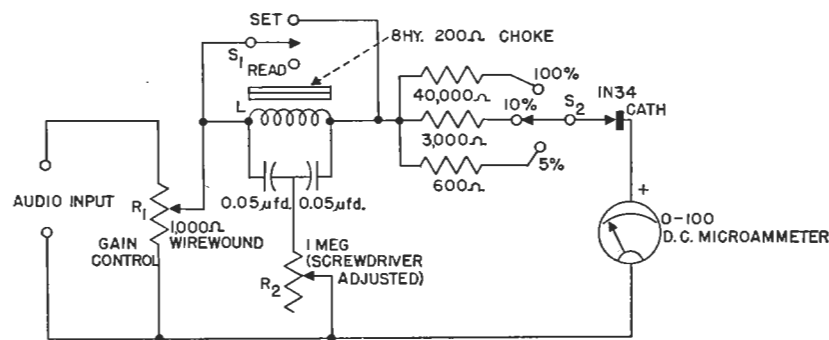 SET
S1
READ
8HY. 200Ω CHOKE
L
40,000Ω
100%
10%
S2
1N34
CATH
3,000Ω
5%
600Ω
AUDIO INPUT
R1
1,000Ω
WIREWOUND
GAIN
CONTROL
0.05µfd. 0.05µfd.
1 MEG
(SCREWDRIVER
ADJUSTED)
R2
+
0-100
D.C. MICROAMMETER